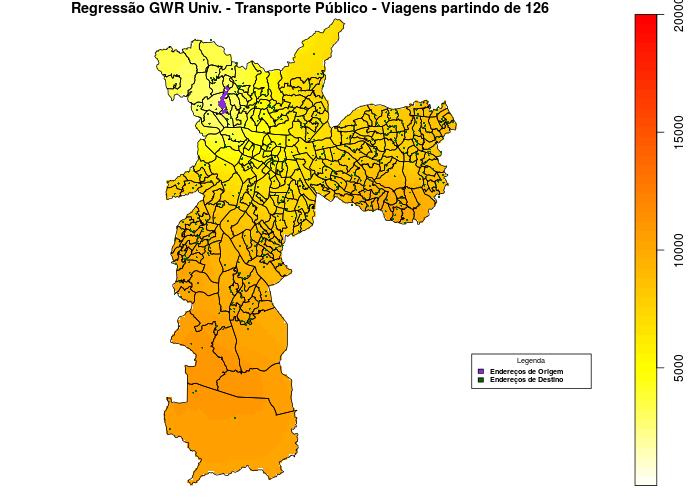 Regressão GWR Univ. - Transporte Público - Viagens partindo de 126
20000
15000
10000
5000
Legenda
Endereços de Origem
Endereços de Destino